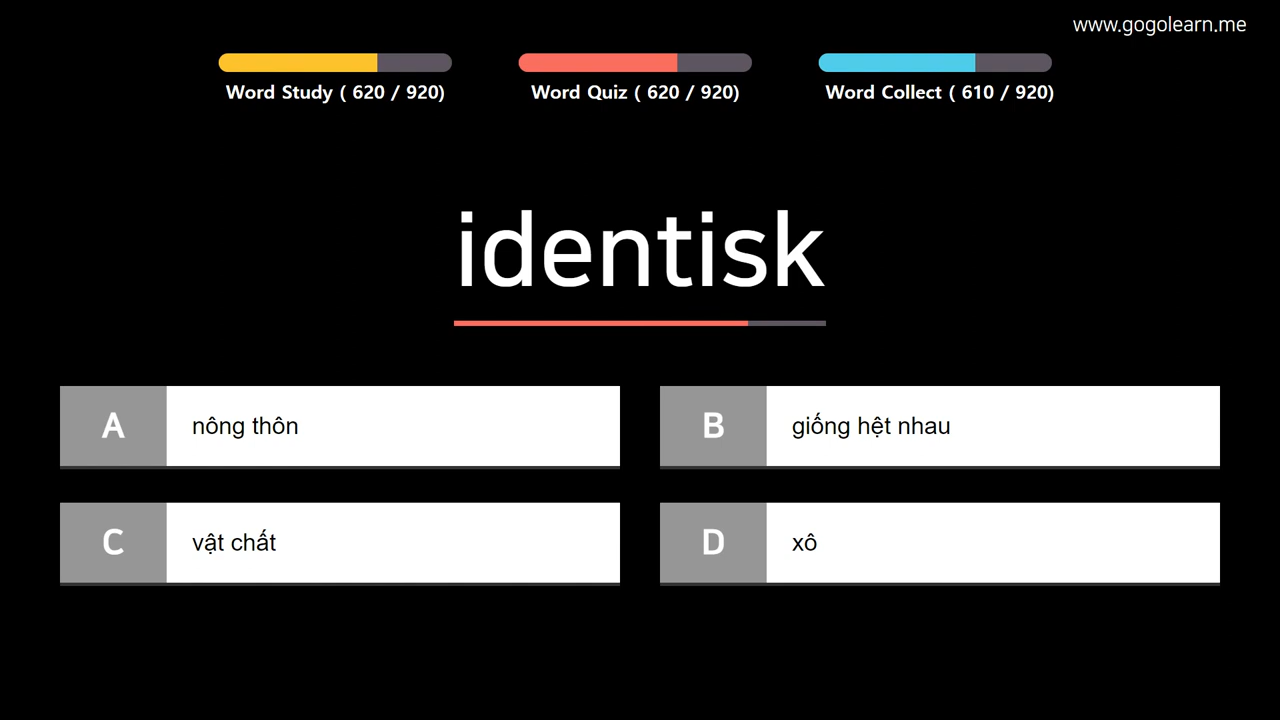 www.gogolearn.me
Word Study ( 620 / 920)
Word Quiz ( 620 / 920)
Word Collect ( 610 / 920)
identisk
A nông thôn
B giống hệt nhau
C vật chất
D xô